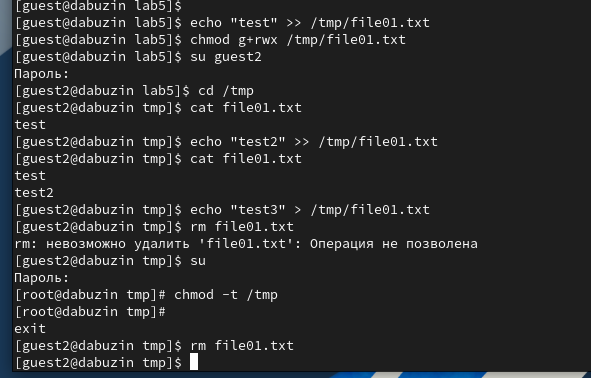 [guest@dabuzin lab5]$
[guest@dabuzin lab5]$ echo "test" >> /tmp/file01.txt
[guest@dabuzin lab5]$ chmod g+rwx /tmp/file01.txt
[guest@dabuzin lab5]$ su guest2
Пароль:
[guest2@dabuzin lab5]$ cd /tmp
[guest2@dabuzin tmp]$ cat file01.txt
test
[guest2@dabuzin tmp]$ echo "test2" >> /tmp/file01.txt
[guest2@dabuzin tmp]$ cat file01.txt
test
test2
[guest2@dabuzin tmp]$ echo "test3" > /tmp/file01.txt
[guest2@dabuzin tmp]$ rm file01.txt
rm: невозможно удалить 'file01.txt': Операция не позволена
[guest2@dabuzin tmp]$ su
Пароль:
[root@dabuzin tmp]# chmod -t /tmp
[root@dabuzin tmp]#
exit
[guest2@dabuzin tmp]$ rm file01.txt
[guest2@dabuzin tmp]$